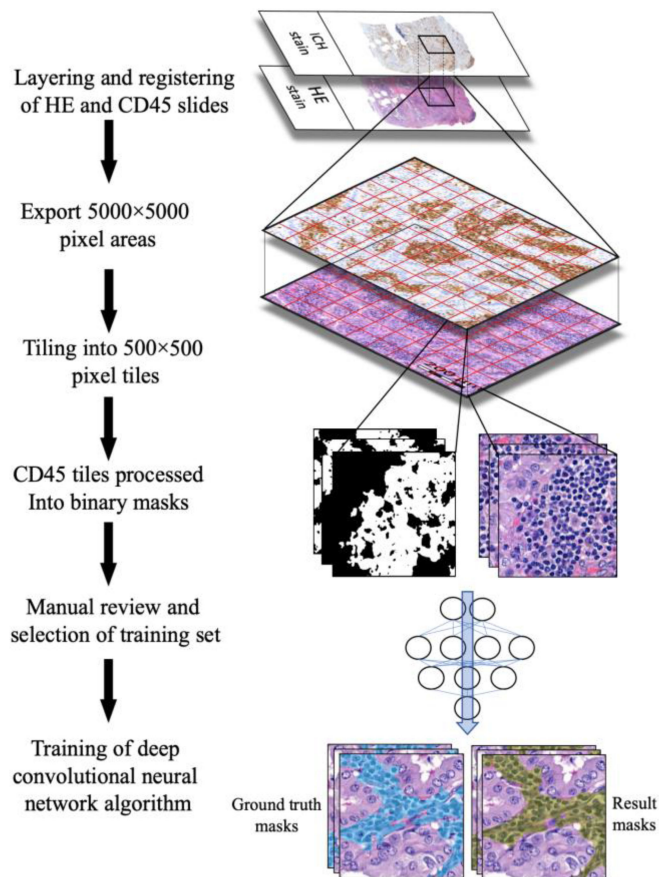 ICH
stain
HE
stain
Layering and registering
of HE and CD45 slides
Export 5000×5000
pixel areas
Tiling into 500×500
pixel tiles
CD45 tiles processed
Into binary masks
Manual review and
selection of training set
Training of deep
convolutional neural
network algorithm
Ground truth
masks
Result
masks